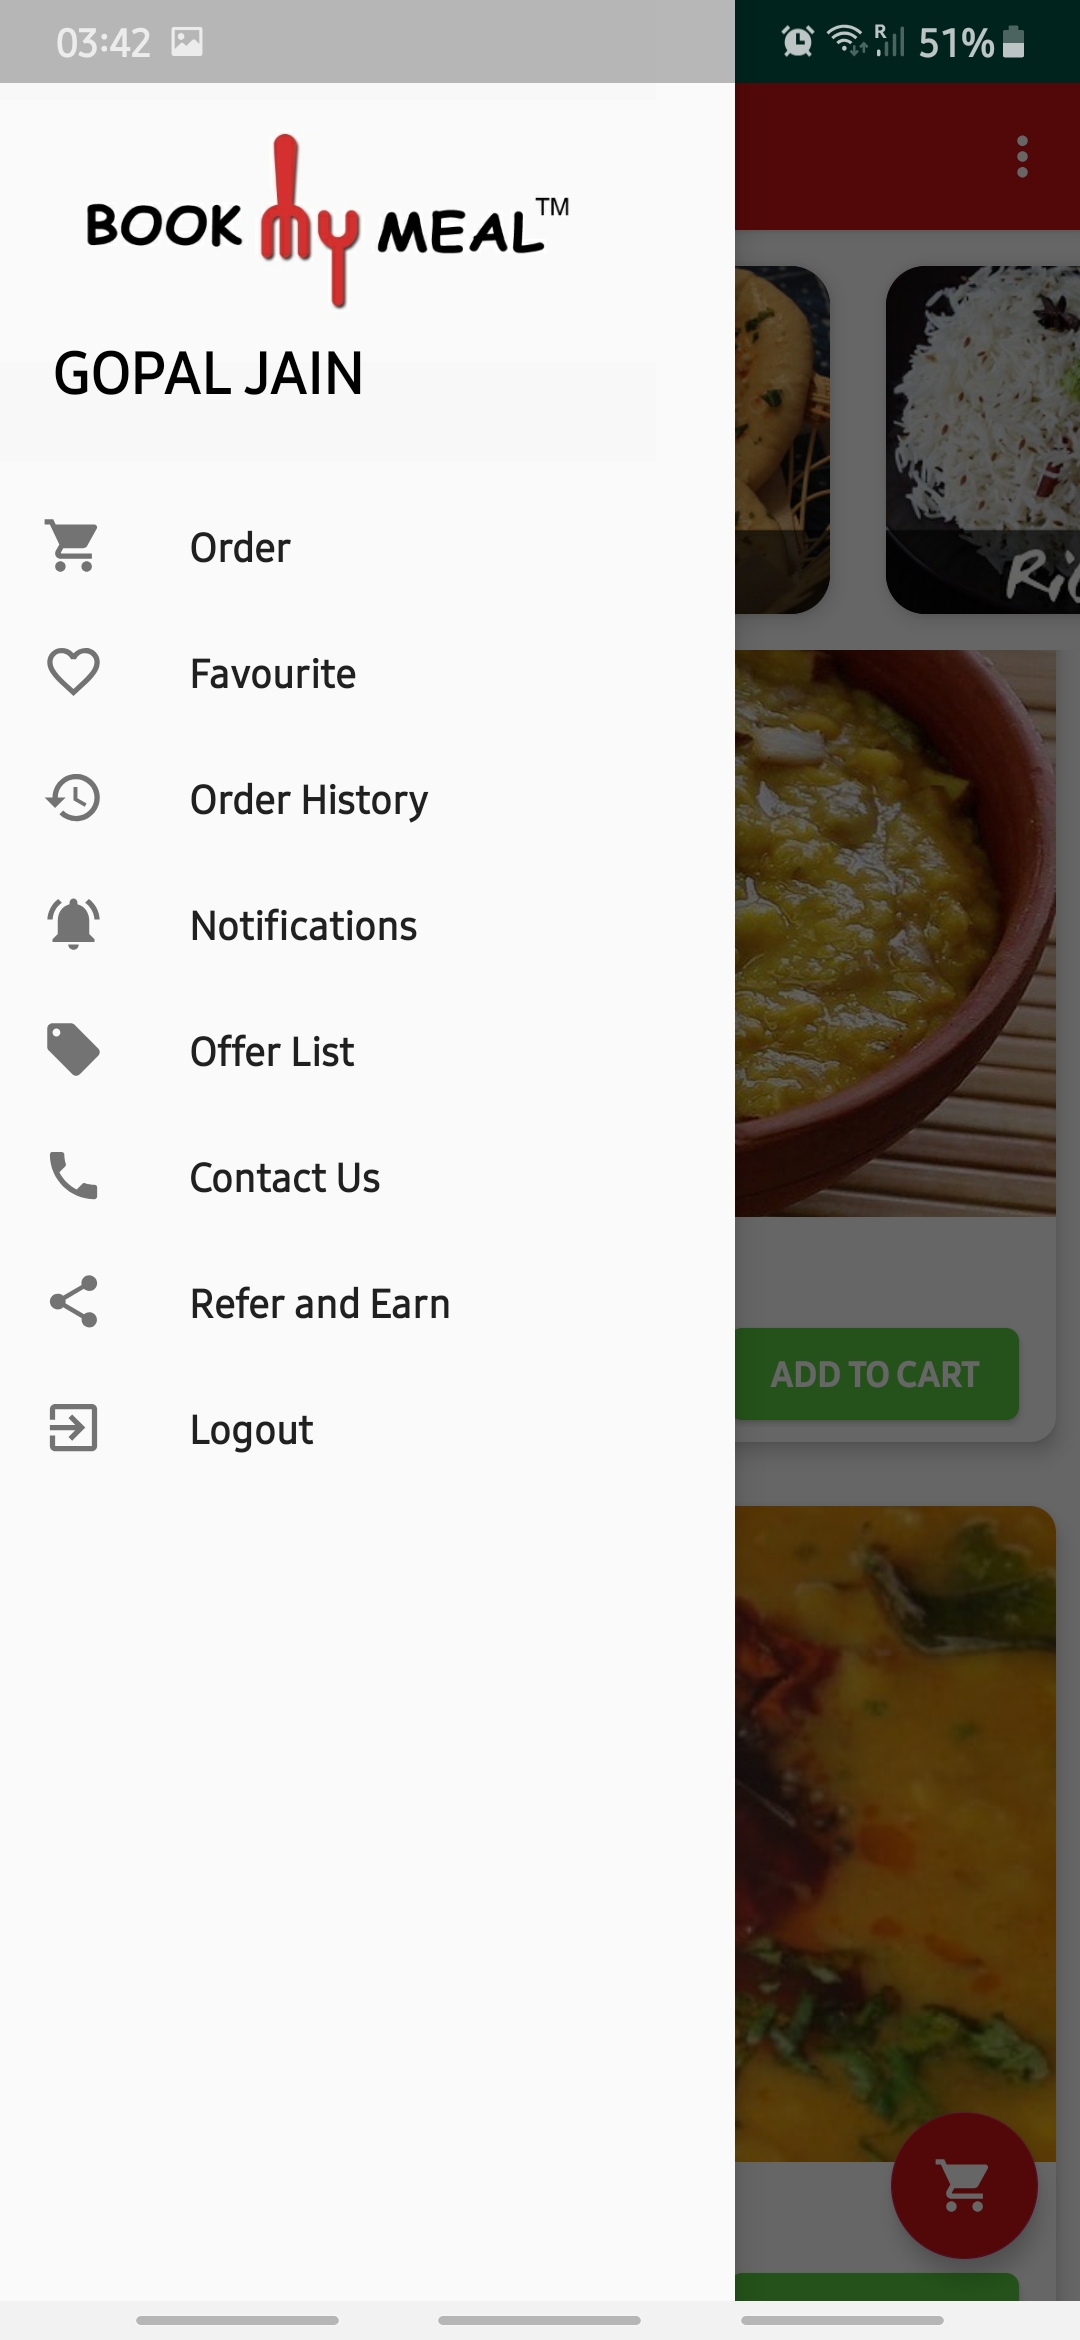 03:42
51%
BOOK my MEAL™
GOPAL JAIN
Order
Favourite
Order History
Notifications
Offer List
Contact Us
Refer and Earn
Logout
ADD TO CART